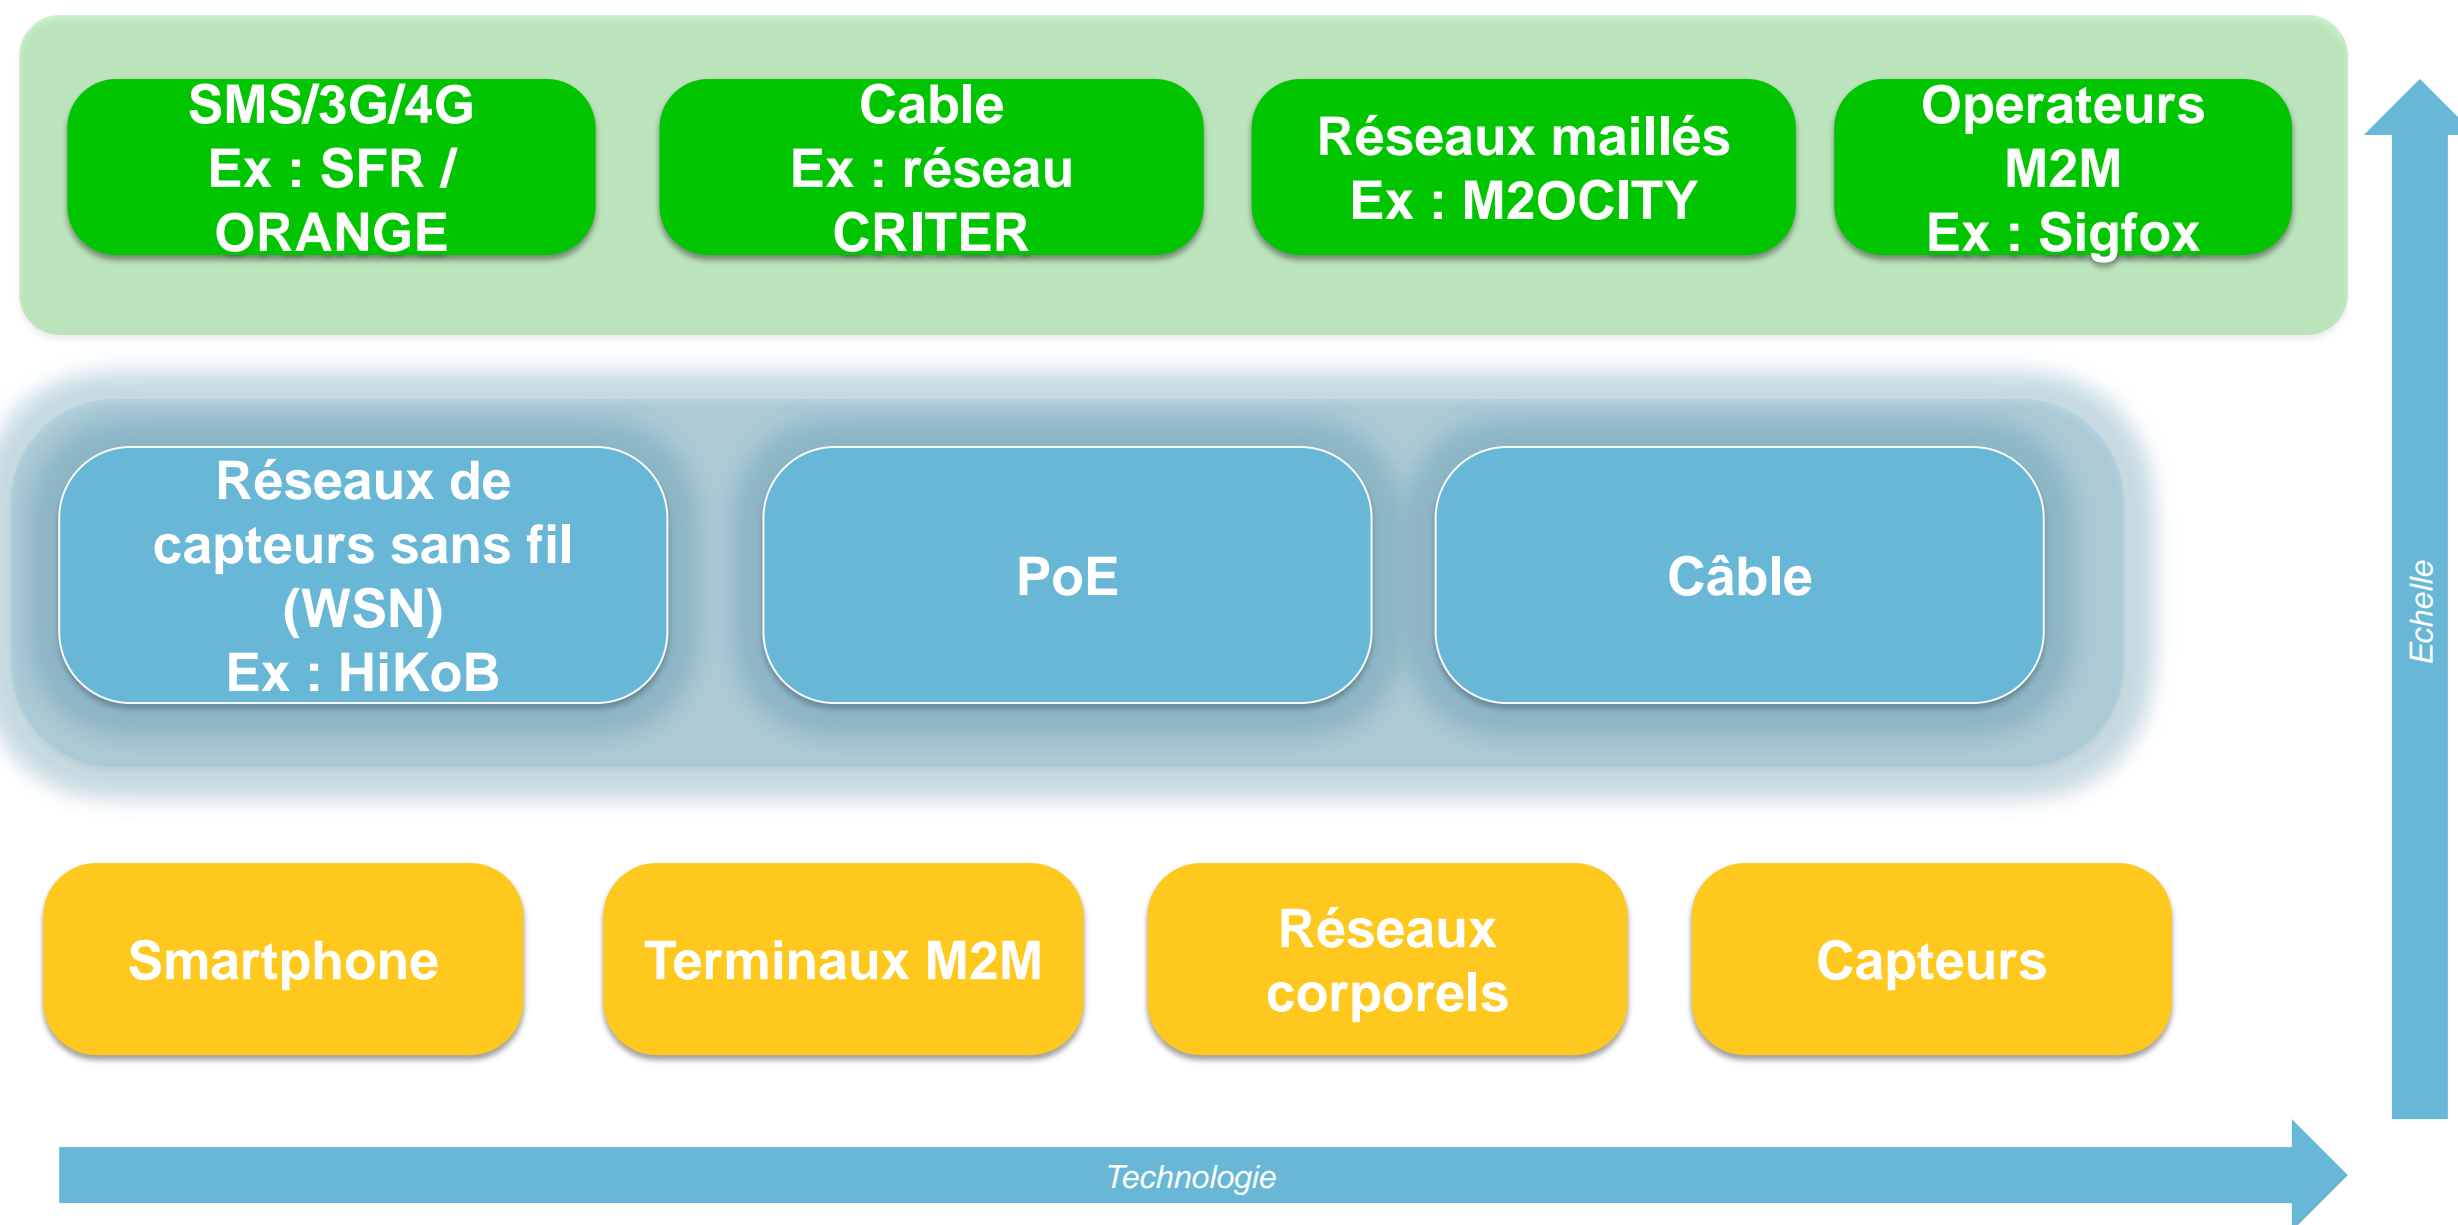 SMS/3G/4G
Ex : SFR /
ORANGE
Cable
Ex : réseau
CRITER
Réseaux maillés
Ex : M2OCITY
Operateurs
M2M
Ex : Sigfox
Réseaux de
capteurs sans fil
(WSN)
Ex : HiKoB
PoE
Câble
Echelle
Smartphone
Terminaux M2M
Réseaux
corporels
Capteurs
Technologie